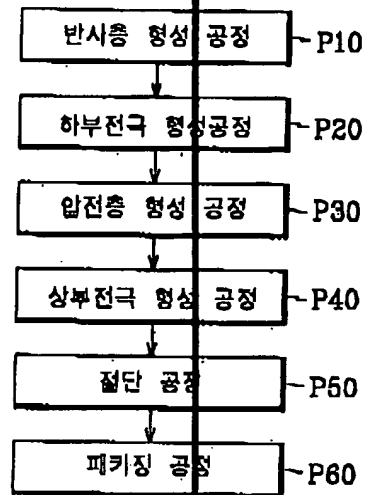 반사층 형성 공정
P10
하부전극 형성공정
P20
압전층 형성 공정
P30
상부전극 형성 공정
P40
절단 공정
P50
패키징 공정
P60